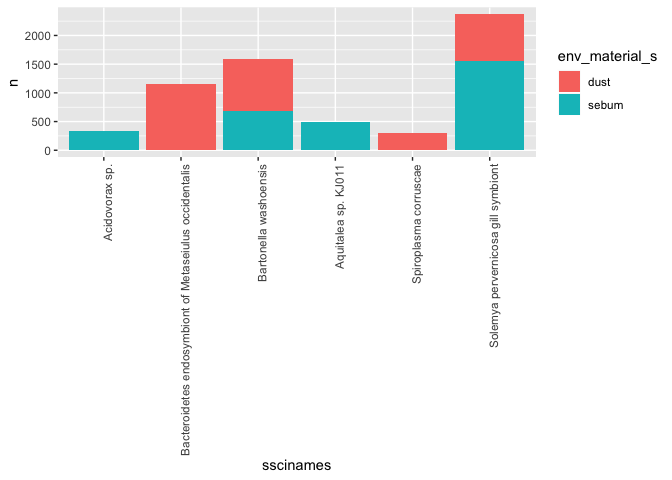 2000
1500
1000
500
0
n
Acidovorax sp.
Bacteroidetes endosymbiont of Metaseiulus occidentalis
Bartonella washoensis
Aquitalea sp. KJ011
Spiroplasma corruscae
Solemya pervernicosa gill symbiont
sscinames
env_material_s
dust
sebum